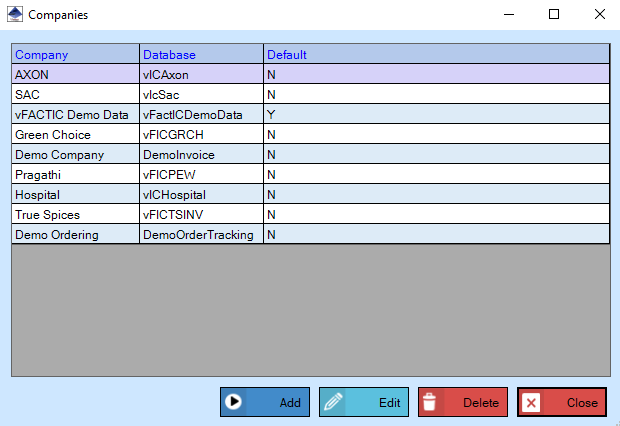 Companies
Company Database Default
AXON vICAxon N
SAC vIcSac N
vFACTIC Demo Data vFactICDemoData Y
Green Choice vFICGRCH N
Demo Company DemoInvoice N
Pragathi vFICPEW N
Hospital vICHospital N
True Spices vFICTSINV N
Demo Ordering DemoOrderTracking N
Add Edit Delete Close